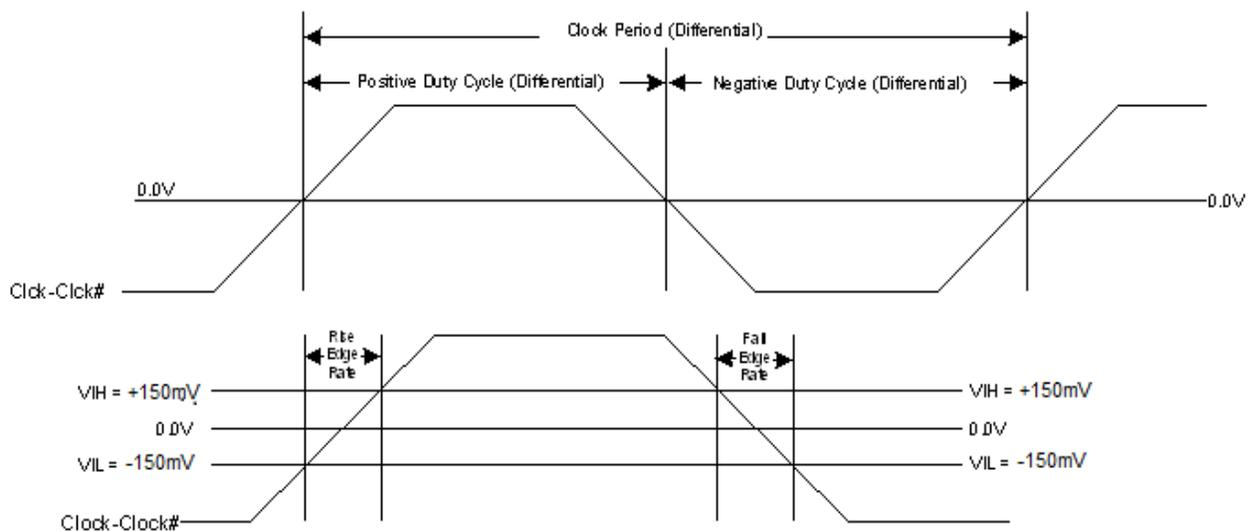 Clock Period (Differential)
Positive Duty Cycle (Differential)
Negative Duty Cycle (Differential)
0.0V
0.0V
Clck-Clck#
Rise
Edge
Rate
Fall
Edge
Rate
VIH = +150mV
VIH = +150mV
0.0V
0.0V
VIL = -150mV
VIL = -150mV
Clock-Clock#